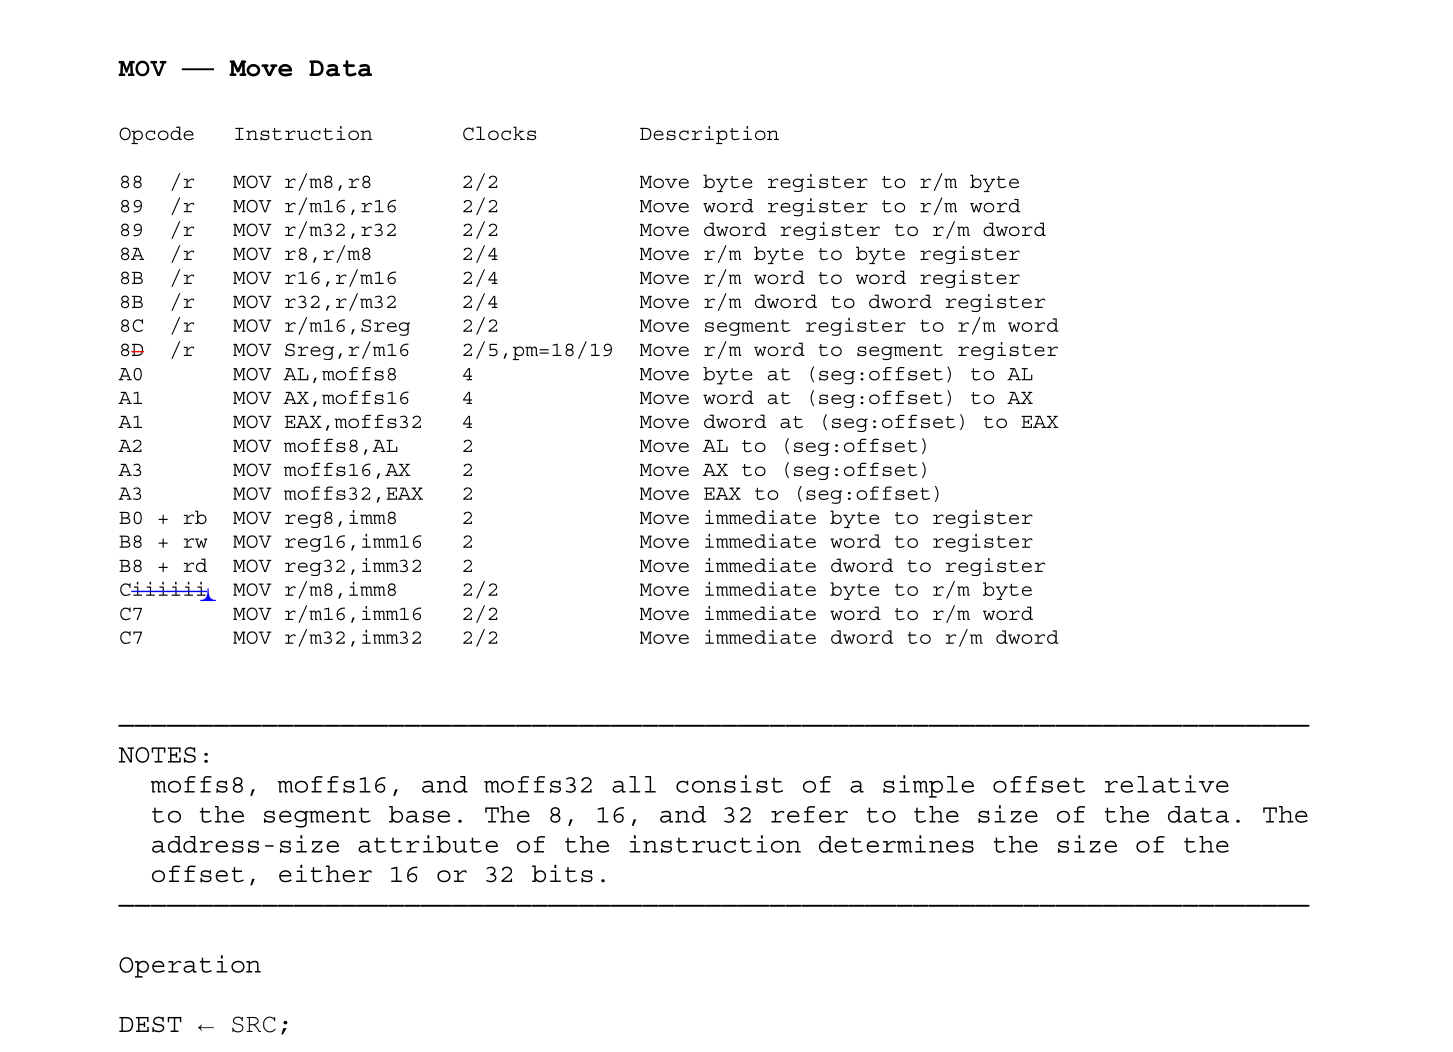 MOV —— Move Data
Opcode Instruction Clocks Description
88 /r MOV r/m8,r8 2/2 Move byte register to r/m byte
89 /r MOV r/m16,r16 2/2 Move word register to r/m word
89 /r MOV r/m32,r32 2/2 Move dword register to r/m dword
8A /r MOV r8,r/m8 2/4 Move r/m byte to byte register
8B /r MOV r16,r/m16 2/4 Move r/m word to word register
8B /r MOV r32,r/m32 2/4 Move r/m dword to dword register
8C /r MOV r/m16,Sreg 2/2 Move segment register to r/m word
8D /r MOV Sreg,r/m16 2/5,pm=18/19 Move r/m word to segment register
A0 MOV AL,moffs8 4 Move byte at (seg:offset) to AL
A1 MOV AX,moffs16 4 Move word at (seg:offset) to AX
A1 MOV EAX,moffs32 4 Move dword at (seg:offset) to EAX
A2 MOV moffs8,AL 2 Move AL to (seg:offset)
A3 MOV moffs16,AX 2 Move AX to (seg:offset)
A3 MOV moffs32,EAX 2 Move EAX to (seg:offset)
B0 + rb MOV reg8,imm8 2 Move immediate byte to register
B8 + rw MOV reg16,imm16 2 Move immediate word to register
B8 + rd MOV reg32,imm32 2 Move immediate dword to register
Ciiiiii MOV r/m8,imm8 2/2 Move immediate byte to r/m byte
C7 MOV r/m16,imm16 2/2 Move immediate word to r/m word
C7 MOV r/m32,imm32 2/2 Move immediate dword to r/m dword
NOTES:
moffs8, moffs16, and moffs32 all consist of a simple offset relative
to the segment base. The 8, 16, and 32 refer to the size of the data. The
address-size attribute of the instruction determines the size of the
offset, either 16 or 32 bits.
Operation
DEST ← SRC;